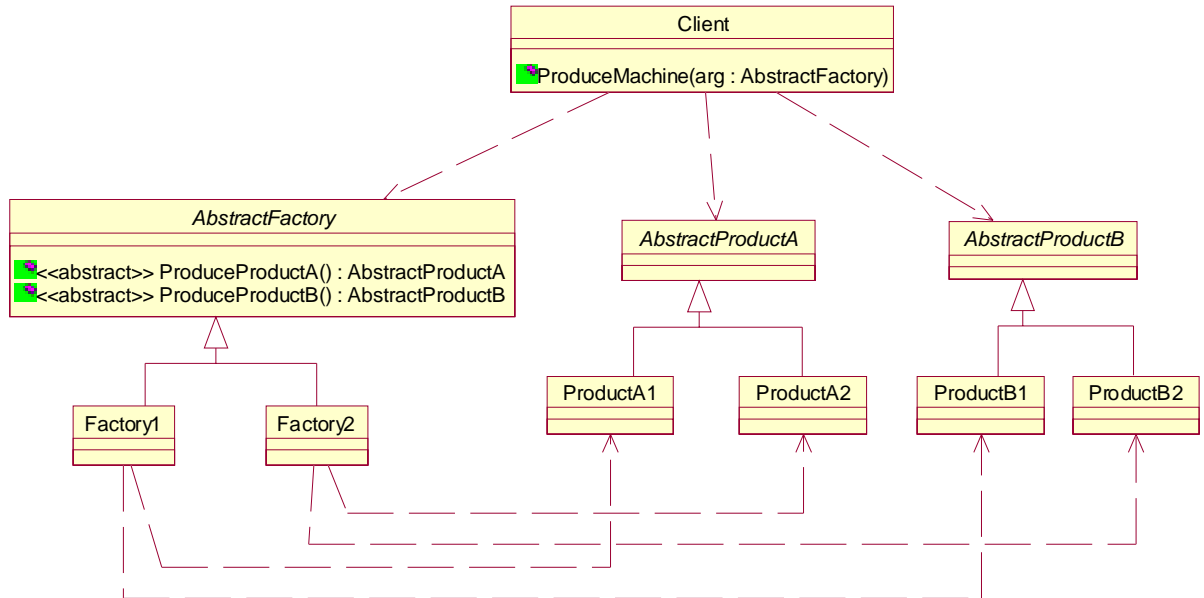 Client
ProduceMachine(arg : AbstractFactory)
AbstractFactory
<<abstract>> ProduceProductA() : AbstractProductA
<<abstract>> ProduceProductB() : AbstractProductB
AbstractProductA
AbstractProductB
ProductA1
ProductA2
ProductB1
ProductB2
Factory1
Factory2